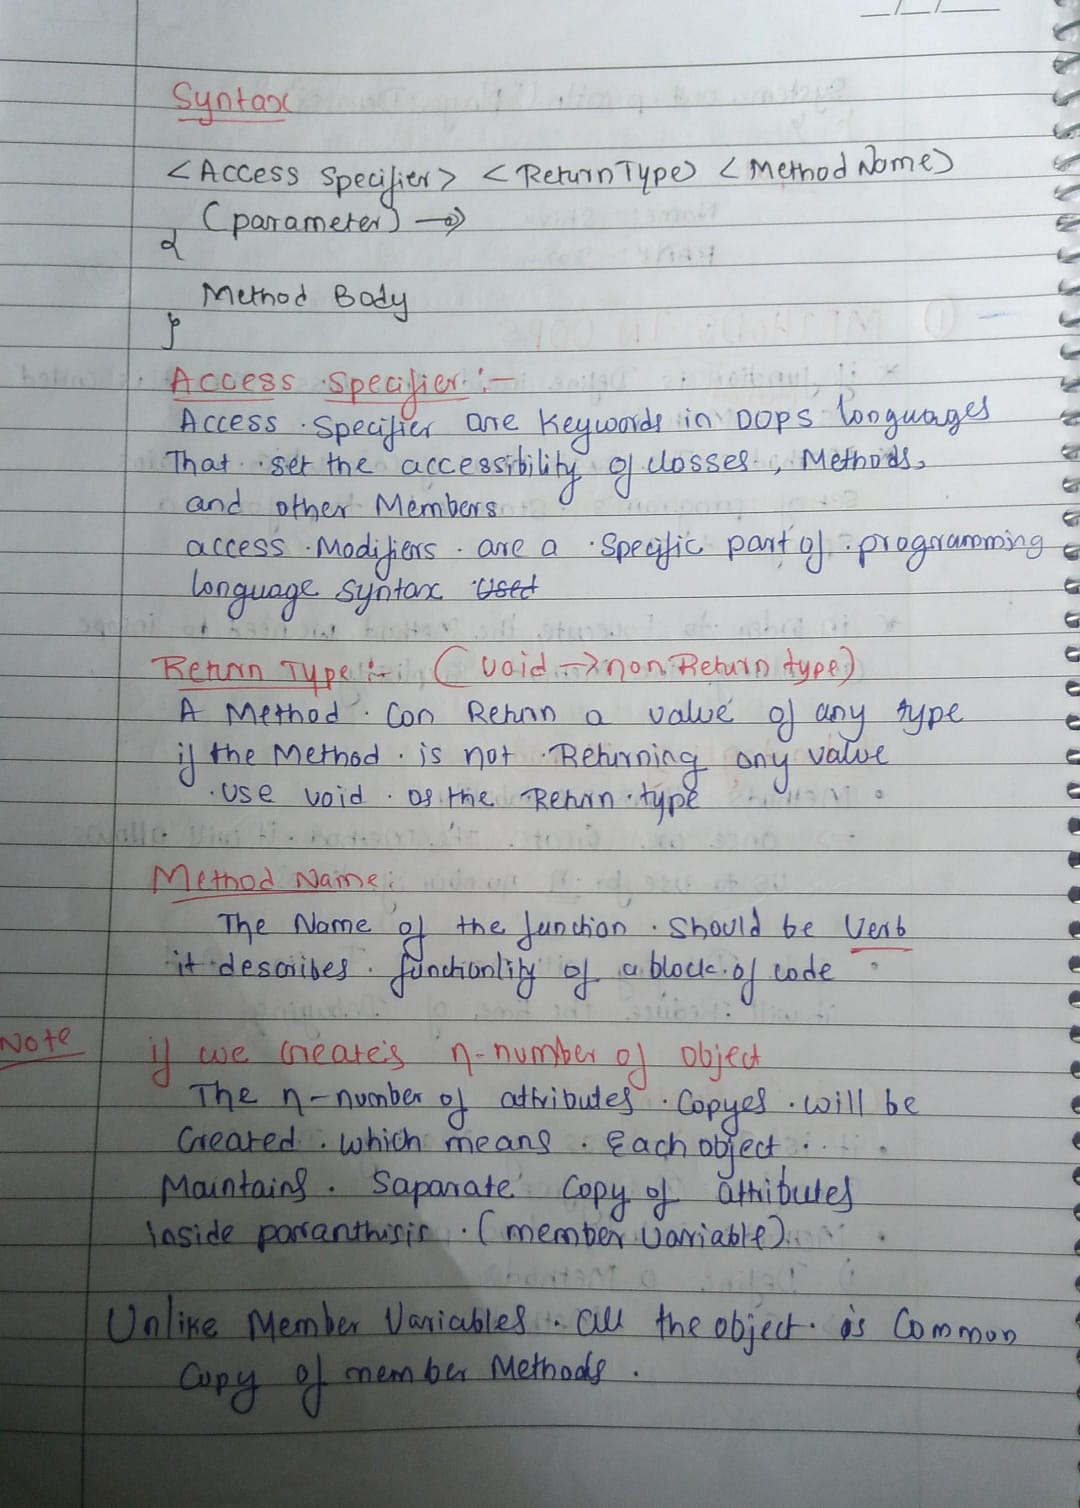 Syntax
<Access Specifier> <ReturnType> <MethodName>
(parameter) →
{
Method Body
}
Access Specifier :-
Access Specifier are Keywords in OOPS languages
That set the accessibility of classes, Methods,
and other Members
access Modifiers are a Specific part of programming
language syntax used
Return Type :- (void → non Return type)
A Method Can Return a value of any type
if the Method is not Returning any value
use void as the Return type
Method Name:
The Name of the function should be Verb
it describes functionlity of a block of code
Note
if we Creates n-number of object
The n-number of attributes Copyes will be
Created which means Each object
Maintains Saparate Copy of attributes
Inside paranthisis (member variable)
Unlike Member Variables all the object is Common
Copy of member Methods.